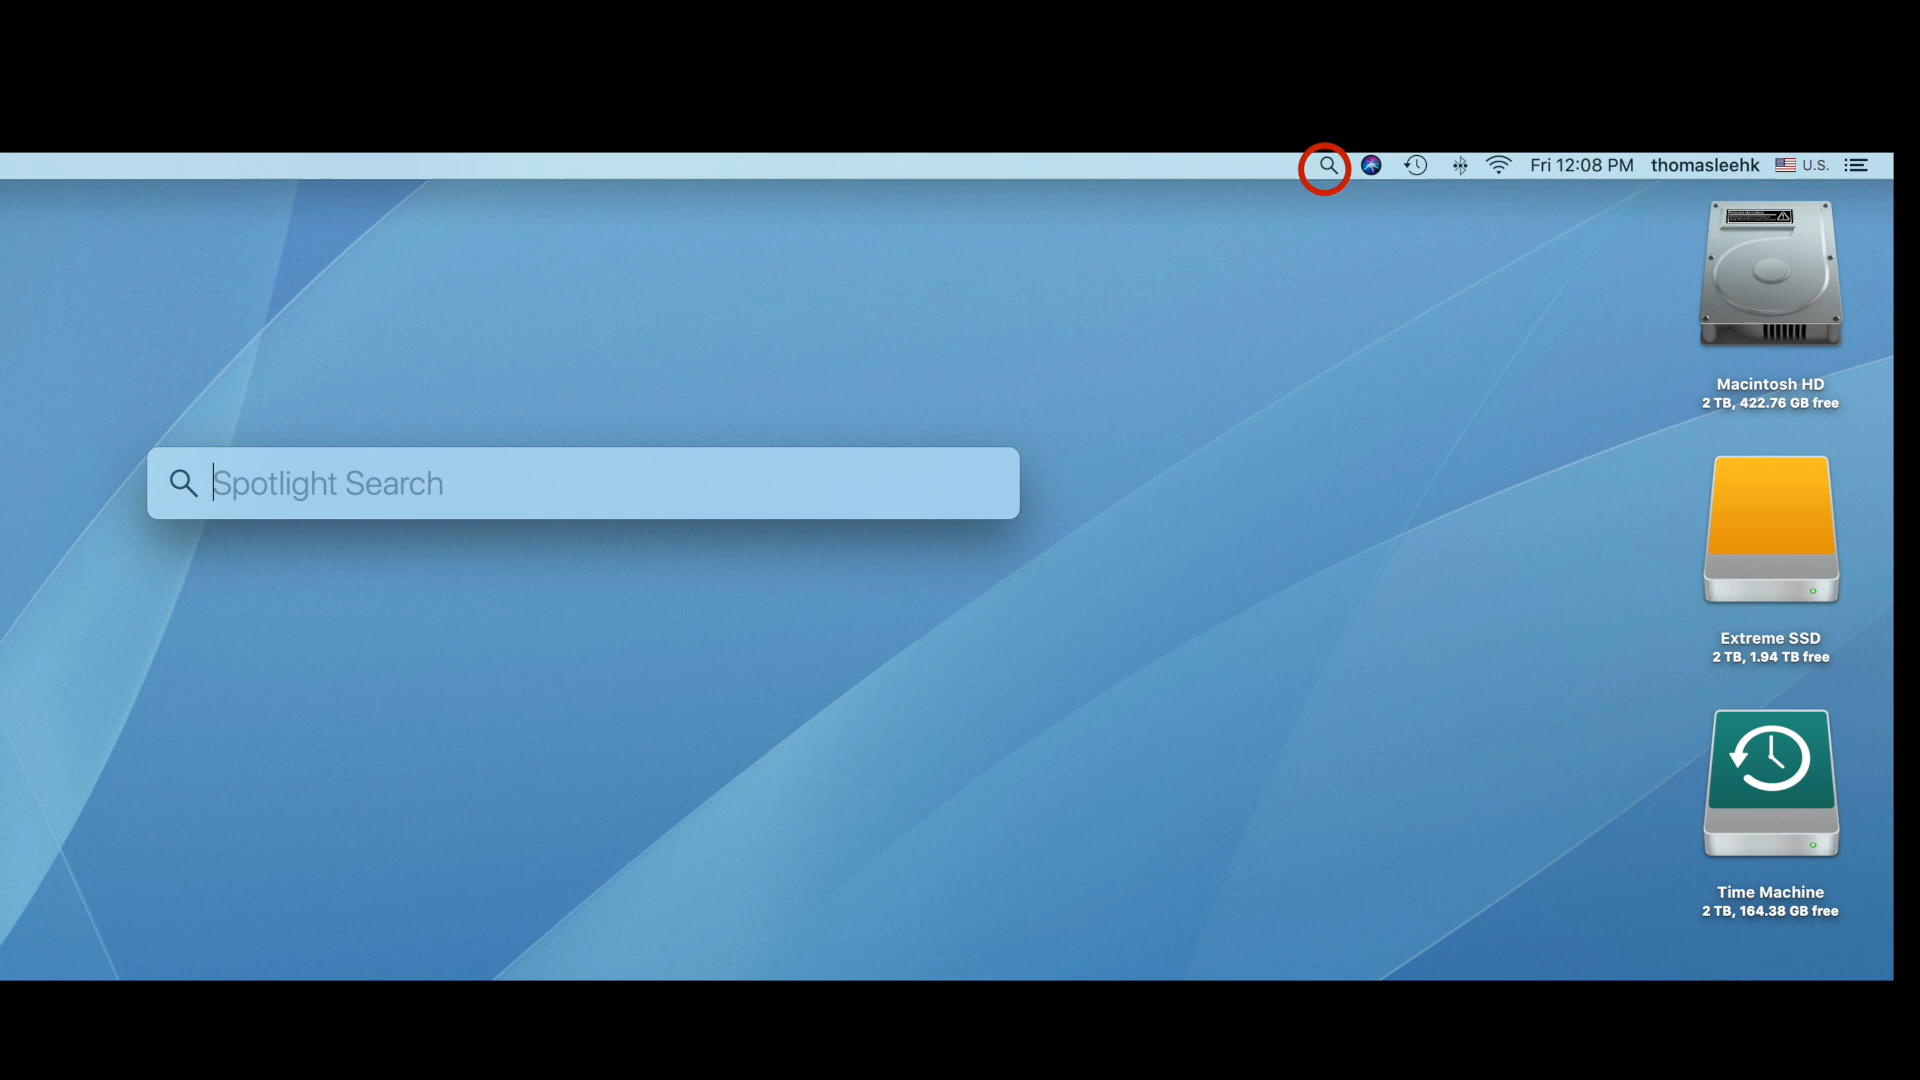 Fri 12:08 PM thomasleehk U.S.
Spotlight Search
Macintosh HD
2 TB, 422.76 GB free
Extreme SSD
2 TB, 1.94 TB free
Time Machine
2 TB, 164.38 GB free